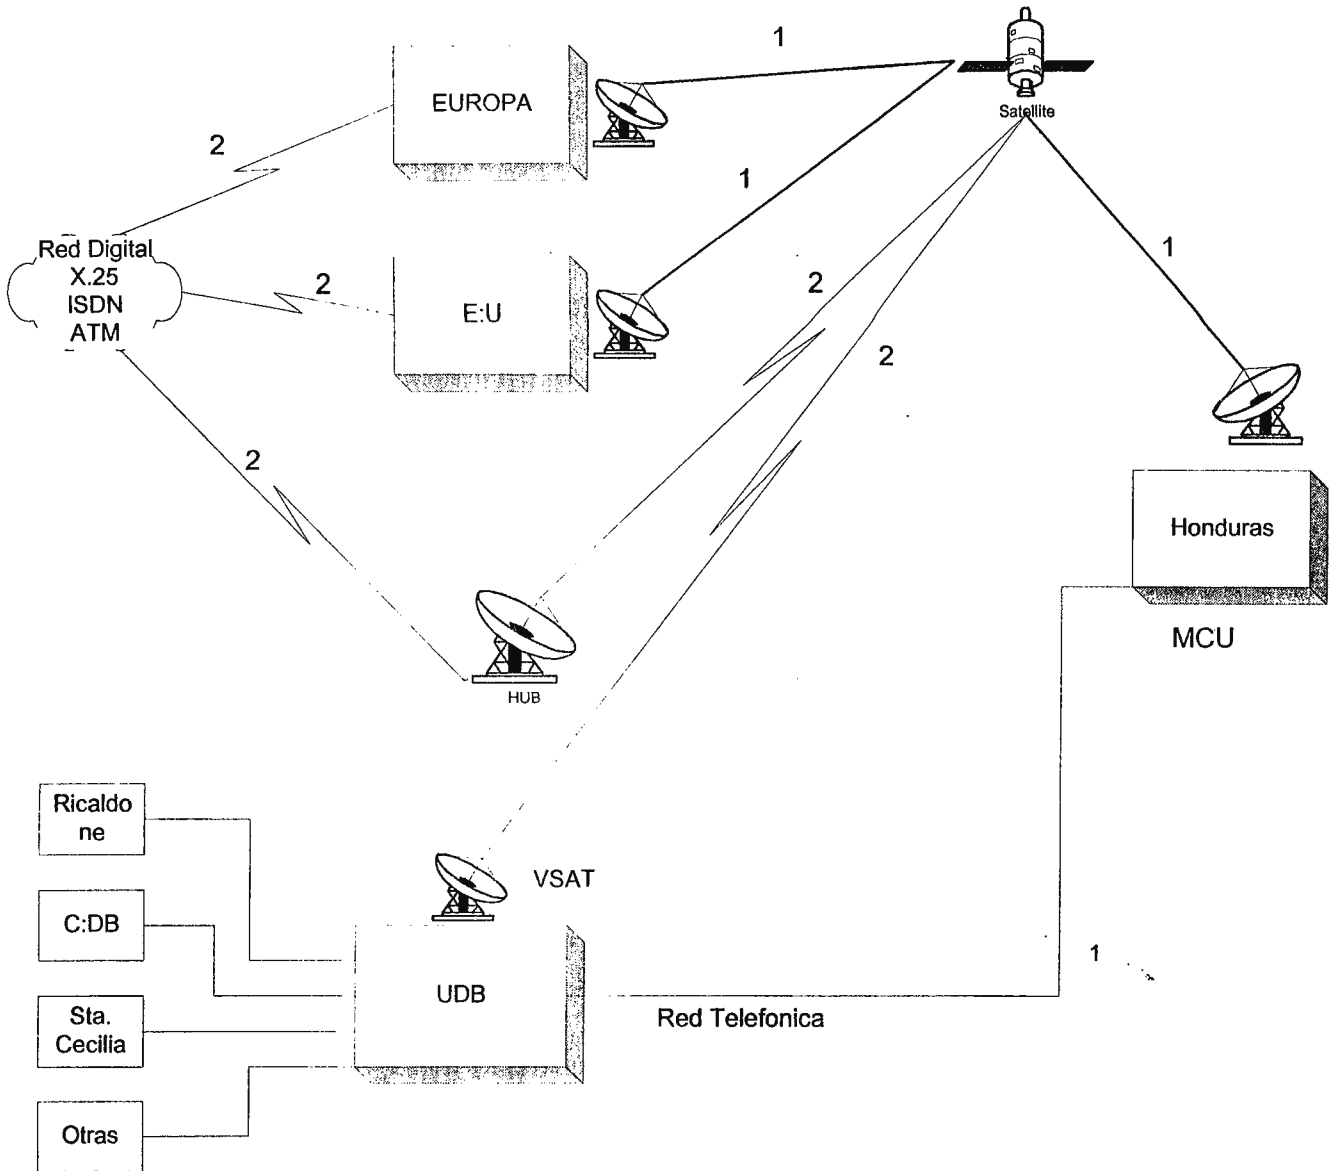 1
Satellite
EUROPA
2
1
Red Digital
X.25
ISDN
ATM
2
E:U
2
1
2
2
Honduras
MCU
HUB
Ricaldo
ne
VSAT
C:DB
UDB
1
Sta.
Cecilia
Red Telefonica
Otras